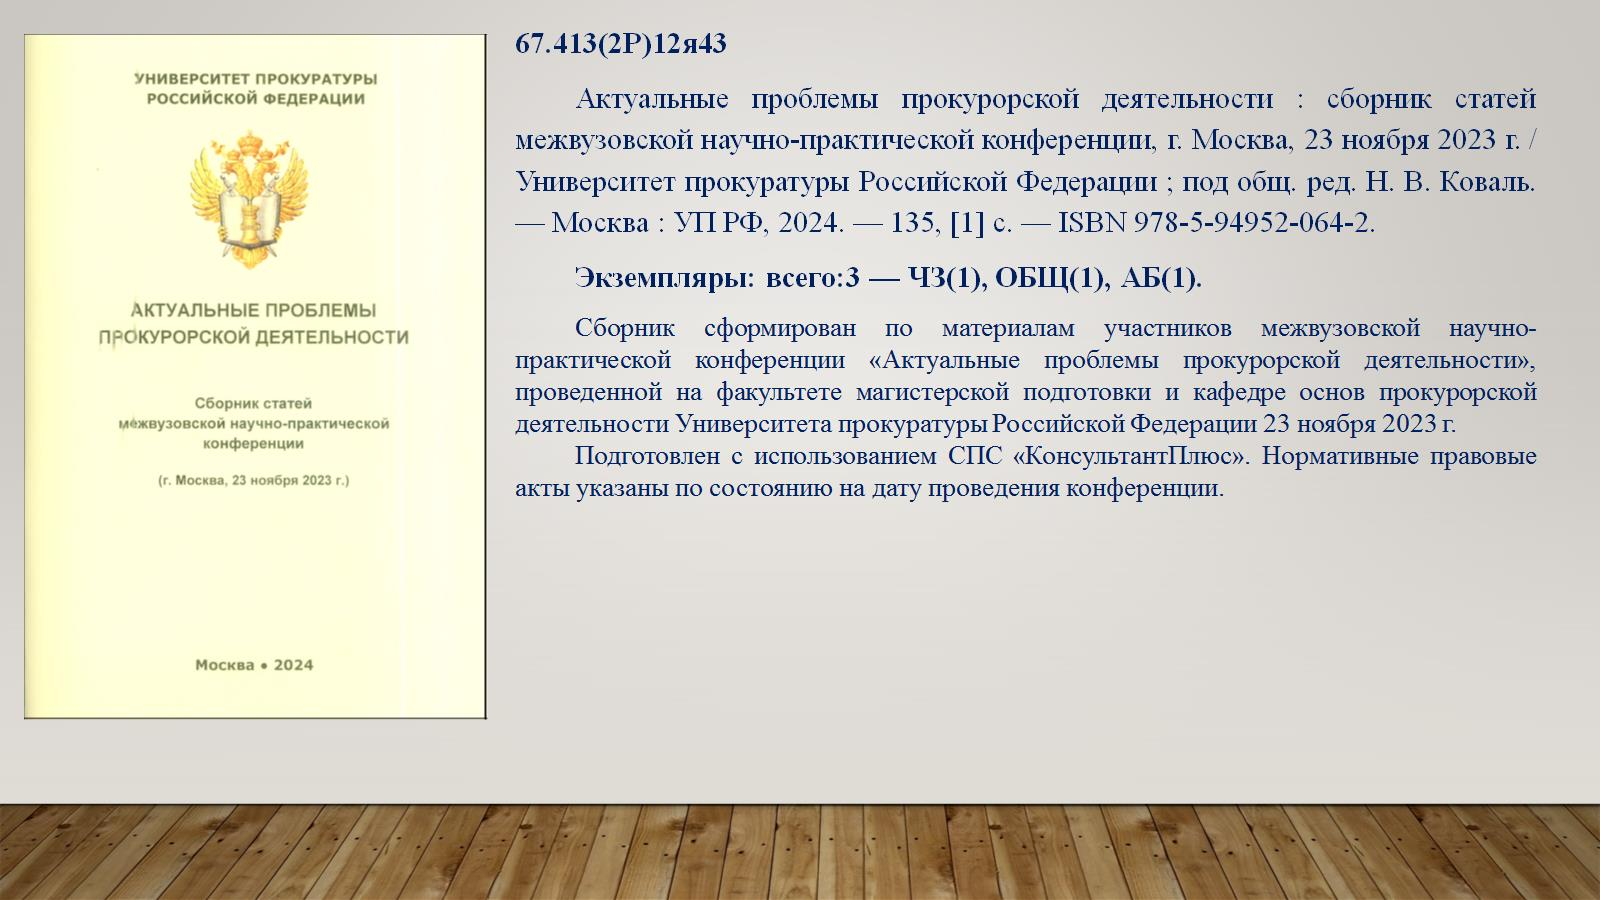 УНИВЕРСИТЕТ ПРОКУРАТУРЫ
РОССИЙСКОЙ ФЕДЕРАЦИИ
АКТУАЛЬНЫЕ ПРОБЛЕМЫ
ПРОКУРОРСКОЙ ДЕЯТЕЛЬНОСТИ
Сборник статей
межвузовской научно-практической
конференции
(г. Москва, 23 ноября 2023 г.)
Москва • 2024
67.413(2Р)12я43
Актуальные проблемы прокурорской деятельности : сборник статей
межвузовской научно-практической конференции, г. Москва, 23 ноября 2023 г. /
Университет прокуратуры Российской Федерации ; под общ. ред. Н. В. Коваль.
— Москва : УП РФ, 2024. — 135, [1] с. — ISBN 978-5-94952-064-2.
Экземпляры: всего:3 — ЧЗ(1), ОБЩ(1), АБ(1).
Сборник сформирован по материалам участников межвузовской научно-
практической конференции «Актуальные проблемы прокурорской деятельности»,
проведенной на факультете магистерской подготовки и кафедре основ прокурорской
деятельности Университета прокуратуры Российской Федерации 23 ноября 2023 г.
Подготовлен с использованием СПС «КонсультантПлюс». Нормативные правовые
акты указаны по состоянию на дату проведения конференции.